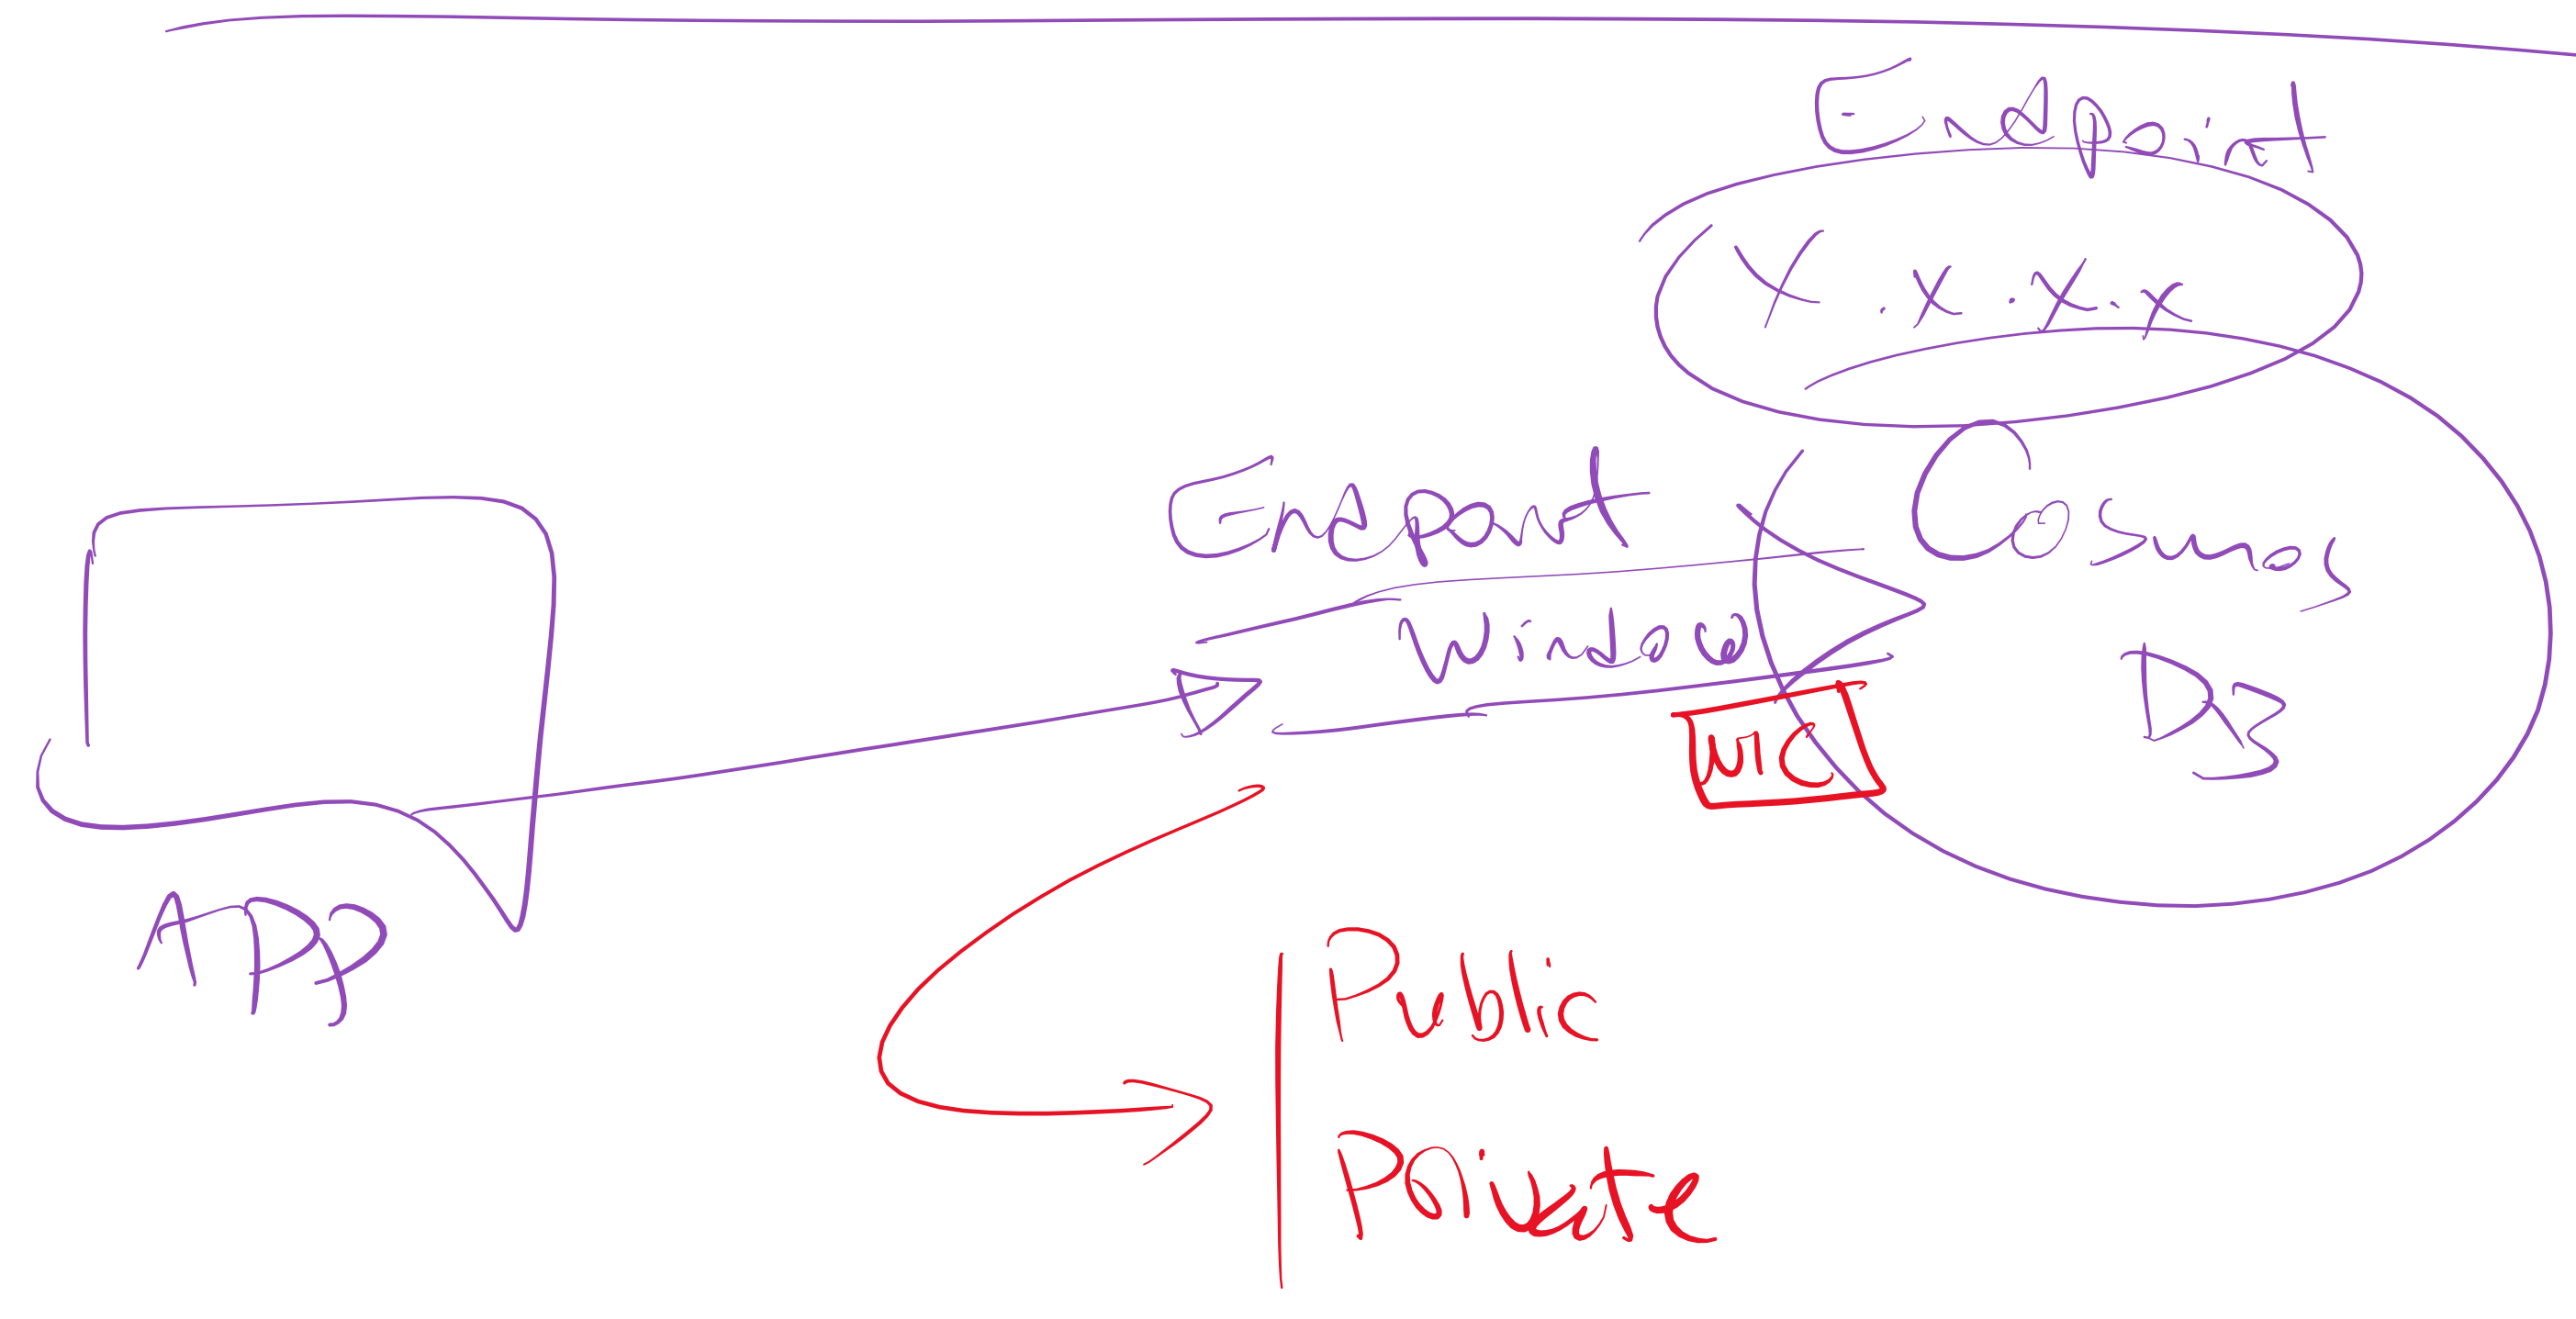 Endpoint
X.X.X.X
Endpoint
Cosmos
Window
DB
NIC
App
Public
Private